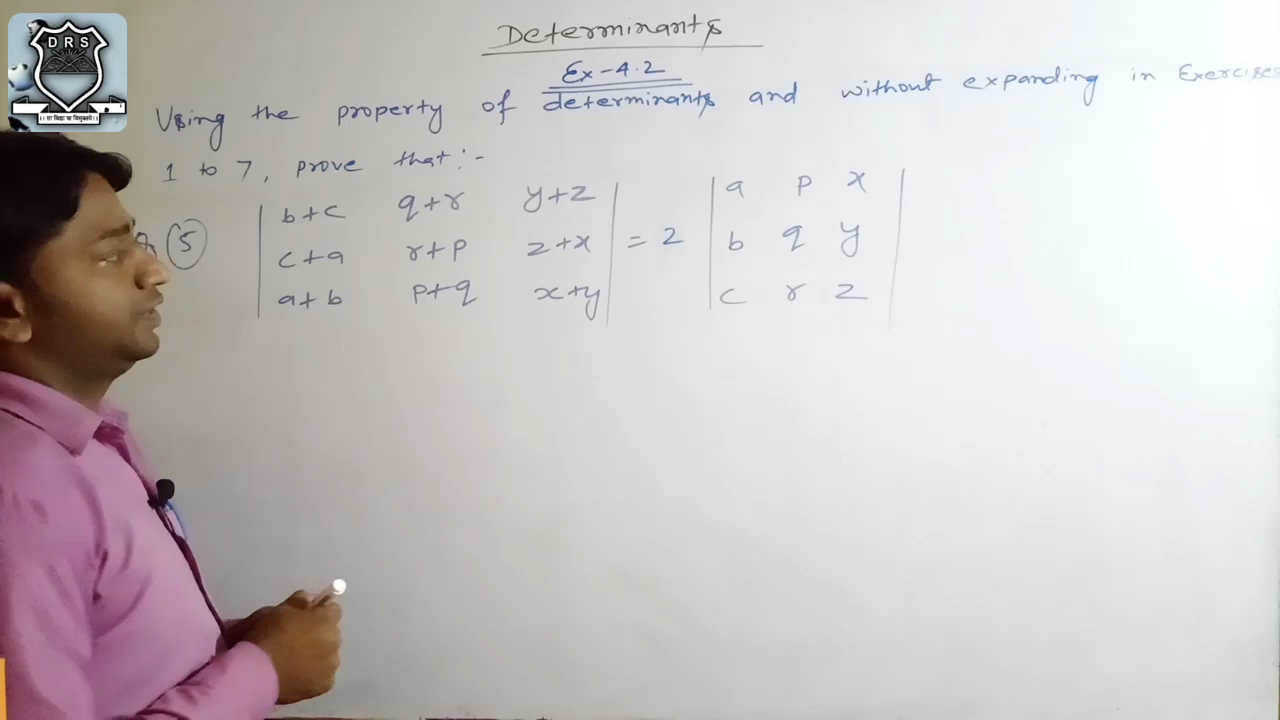 DRS
।। सा विद्या या विमुक्तये ।।
Determinants
Ex-4.2
Using the property of determinants and without expanding in Exercises
1 to 7, prove that:-
Q (5) | b+c q+r y+z | = 2 | a p x |
| c+a r+p z+x | | b q y |
| a+b p+q x+y | | c r z |